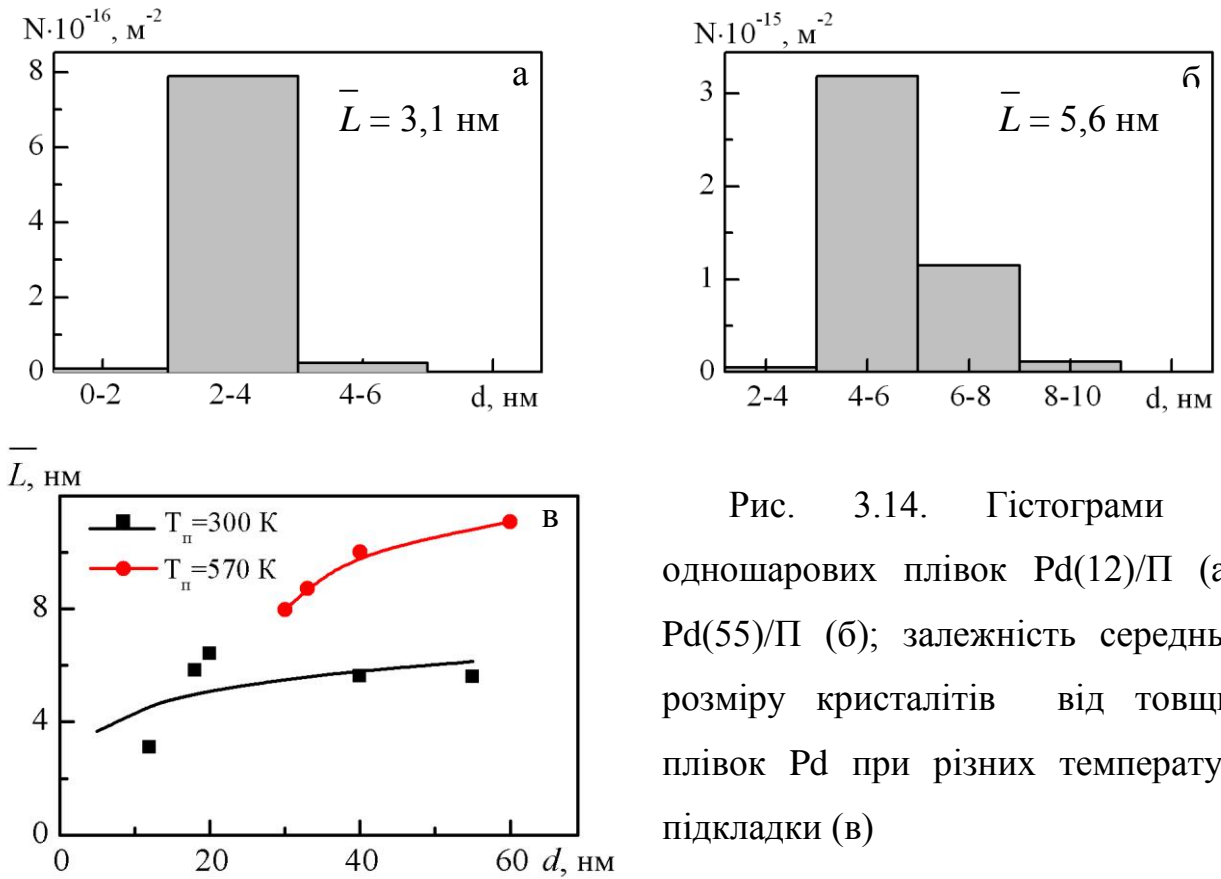 N·10⁻¹⁶, м⁻²
а
8
L̅ = 3,1 нм
6
4
2
0
0-2 2-4 4-6 d, нм
N·10⁻¹⁵, м⁻²
б
3
L̅ = 5,6 нм
2
1
0
2-4 4-6 6-8 8-10 d, нм
L̅, нм
Tп=300 К
в
Tп=570 К
8
4
0
0 20 40 60 d, нм
Рис. 3.14. Гістограми
одношарових плівок Pd(12)/П (а
Pd(55)/П (б); залежність середнь
розміру кристалітів від товщ
плівок Pd при різних температу
підкладки (в)